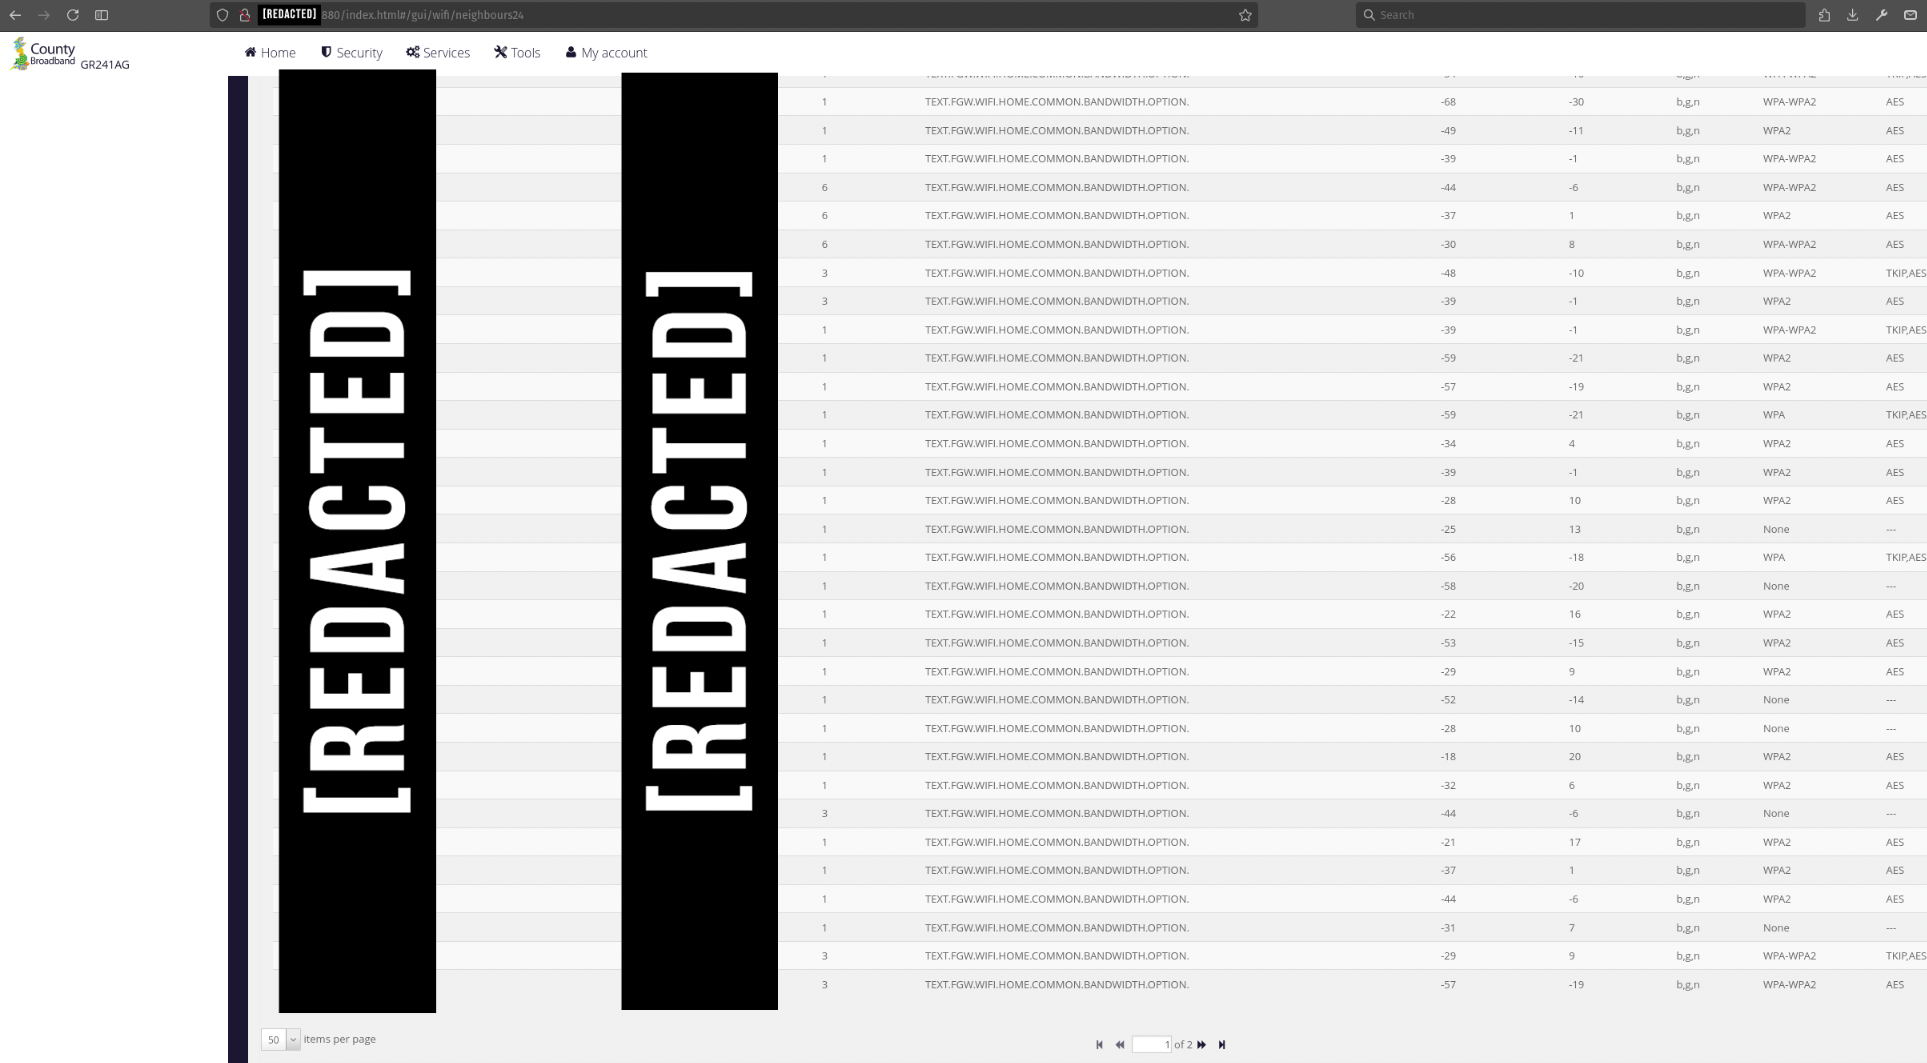 [REDACTED] 880/index.html#/gui/wifi/neighbours24
Search
County Broadband GR241AG
Home Security Services Tools My account
1 TEXT.FGW.WIFI.HOME.COMMON.BANDWIDTH.OPTION. -68 -30 b,g,n WPA-WPA2 AES
1 TEXT.FGW.WIFI.HOME.COMMON.BANDWIDTH.OPTION. -49 -11 b,g,n WPA2 AES
1 TEXT.FGW.WIFI.HOME.COMMON.BANDWIDTH.OPTION. -39 -1 b,g,n WPA-WPA2 AES
6 TEXT.FGW.WIFI.HOME.COMMON.BANDWIDTH.OPTION. -44 -6 b,g,n WPA-WPA2 AES
6 TEXT.FGW.WIFI.HOME.COMMON.BANDWIDTH.OPTION. -37 1 b,g,n WPA2 AES
6 TEXT.FGW.WIFI.HOME.COMMON.BANDWIDTH.OPTION. -30 8 b,g,n WPA-WPA2 AES
3 TEXT.FGW.WIFI.HOME.COMMON.BANDWIDTH.OPTION. -48 -10 b,g,n WPA-WPA2 TKIP,AES
3 TEXT.FGW.WIFI.HOME.COMMON.BANDWIDTH.OPTION. -39 -1 b,g,n WPA2 AES
1 TEXT.FGW.WIFI.HOME.COMMON.BANDWIDTH.OPTION. -39 -1 b,g,n WPA-WPA2 TKIP,AES
1 TEXT.FGW.WIFI.HOME.COMMON.BANDWIDTH.OPTION. -59 -21 b,g,n WPA2 AES
1 TEXT.FGW.WIFI.HOME.COMMON.BANDWIDTH.OPTION. -57 -19 b,g,n WPA2 AES
1 TEXT.FGW.WIFI.HOME.COMMON.BANDWIDTH.OPTION. -59 -21 b,g,n WPA TKIP,AES
1 TEXT.FGW.WIFI.HOME.COMMON.BANDWIDTH.OPTION. -34 4 b,g,n WPA2 AES
1 TEXT.FGW.WIFI.HOME.COMMON.BANDWIDTH.OPTION. -39 -1 b,g,n WPA2 AES
1 TEXT.FGW.WIFI.HOME.COMMON.BANDWIDTH.OPTION. -28 10 b,g,n WPA2 AES
1 TEXT.FGW.WIFI.HOME.COMMON.BANDWIDTH.OPTION. -25 13 b,g,n None ---
1 TEXT.FGW.WIFI.HOME.COMMON.BANDWIDTH.OPTION. -56 -18 b,g,n WPA TKIP,AES
1 TEXT.FGW.WIFI.HOME.COMMON.BANDWIDTH.OPTION. -58 -20 b,g,n None ---
1 TEXT.FGW.WIFI.HOME.COMMON.BANDWIDTH.OPTION. -22 16 b,g,n WPA2 AES
1 TEXT.FGW.WIFI.HOME.COMMON.BANDWIDTH.OPTION. -53 -15 b,g,n WPA2 AES
1 TEXT.FGW.WIFI.HOME.COMMON.BANDWIDTH.OPTION. -29 9 b,g,n WPA2 AES
1 TEXT.FGW.WIFI.HOME.COMMON.BANDWIDTH.OPTION. -52 -14 b,g,n None ---
1 TEXT.FGW.WIFI.HOME.COMMON.BANDWIDTH.OPTION. -28 10 b,g,n None ---
1 TEXT.FGW.WIFI.HOME.COMMON.BANDWIDTH.OPTION. -18 20 b,g,n WPA2 AES
1 TEXT.FGW.WIFI.HOME.COMMON.BANDWIDTH.OPTION. -32 6 b,g,n WPA2 AES
3 TEXT.FGW.WIFI.HOME.COMMON.BANDWIDTH.OPTION. -44 -6 b,g,n None ---
1 TEXT.FGW.WIFI.HOME.COMMON.BANDWIDTH.OPTION. -21 17 b,g,n WPA2 AES
1 TEXT.FGW.WIFI.HOME.COMMON.BANDWIDTH.OPTION. -37 1 b,g,n WPA2 AES
1 TEXT.FGW.WIFI.HOME.COMMON.BANDWIDTH.OPTION. -44 -6 b,g,n WPA2 AES
1 TEXT.FGW.WIFI.HOME.COMMON.BANDWIDTH.OPTION. -31 7 b,g,n None ---
3 TEXT.FGW.WIFI.HOME.COMMON.BANDWIDTH.OPTION. -29 9 b,g,n WPA-WPA2 TKIP,AES
3 TEXT.FGW.WIFI.HOME.COMMON.BANDWIDTH.OPTION. -57 -19 b,g,n WPA-WPA2 AES
[REDACTED]
[REDACTED]
50 items per page
1 of 2